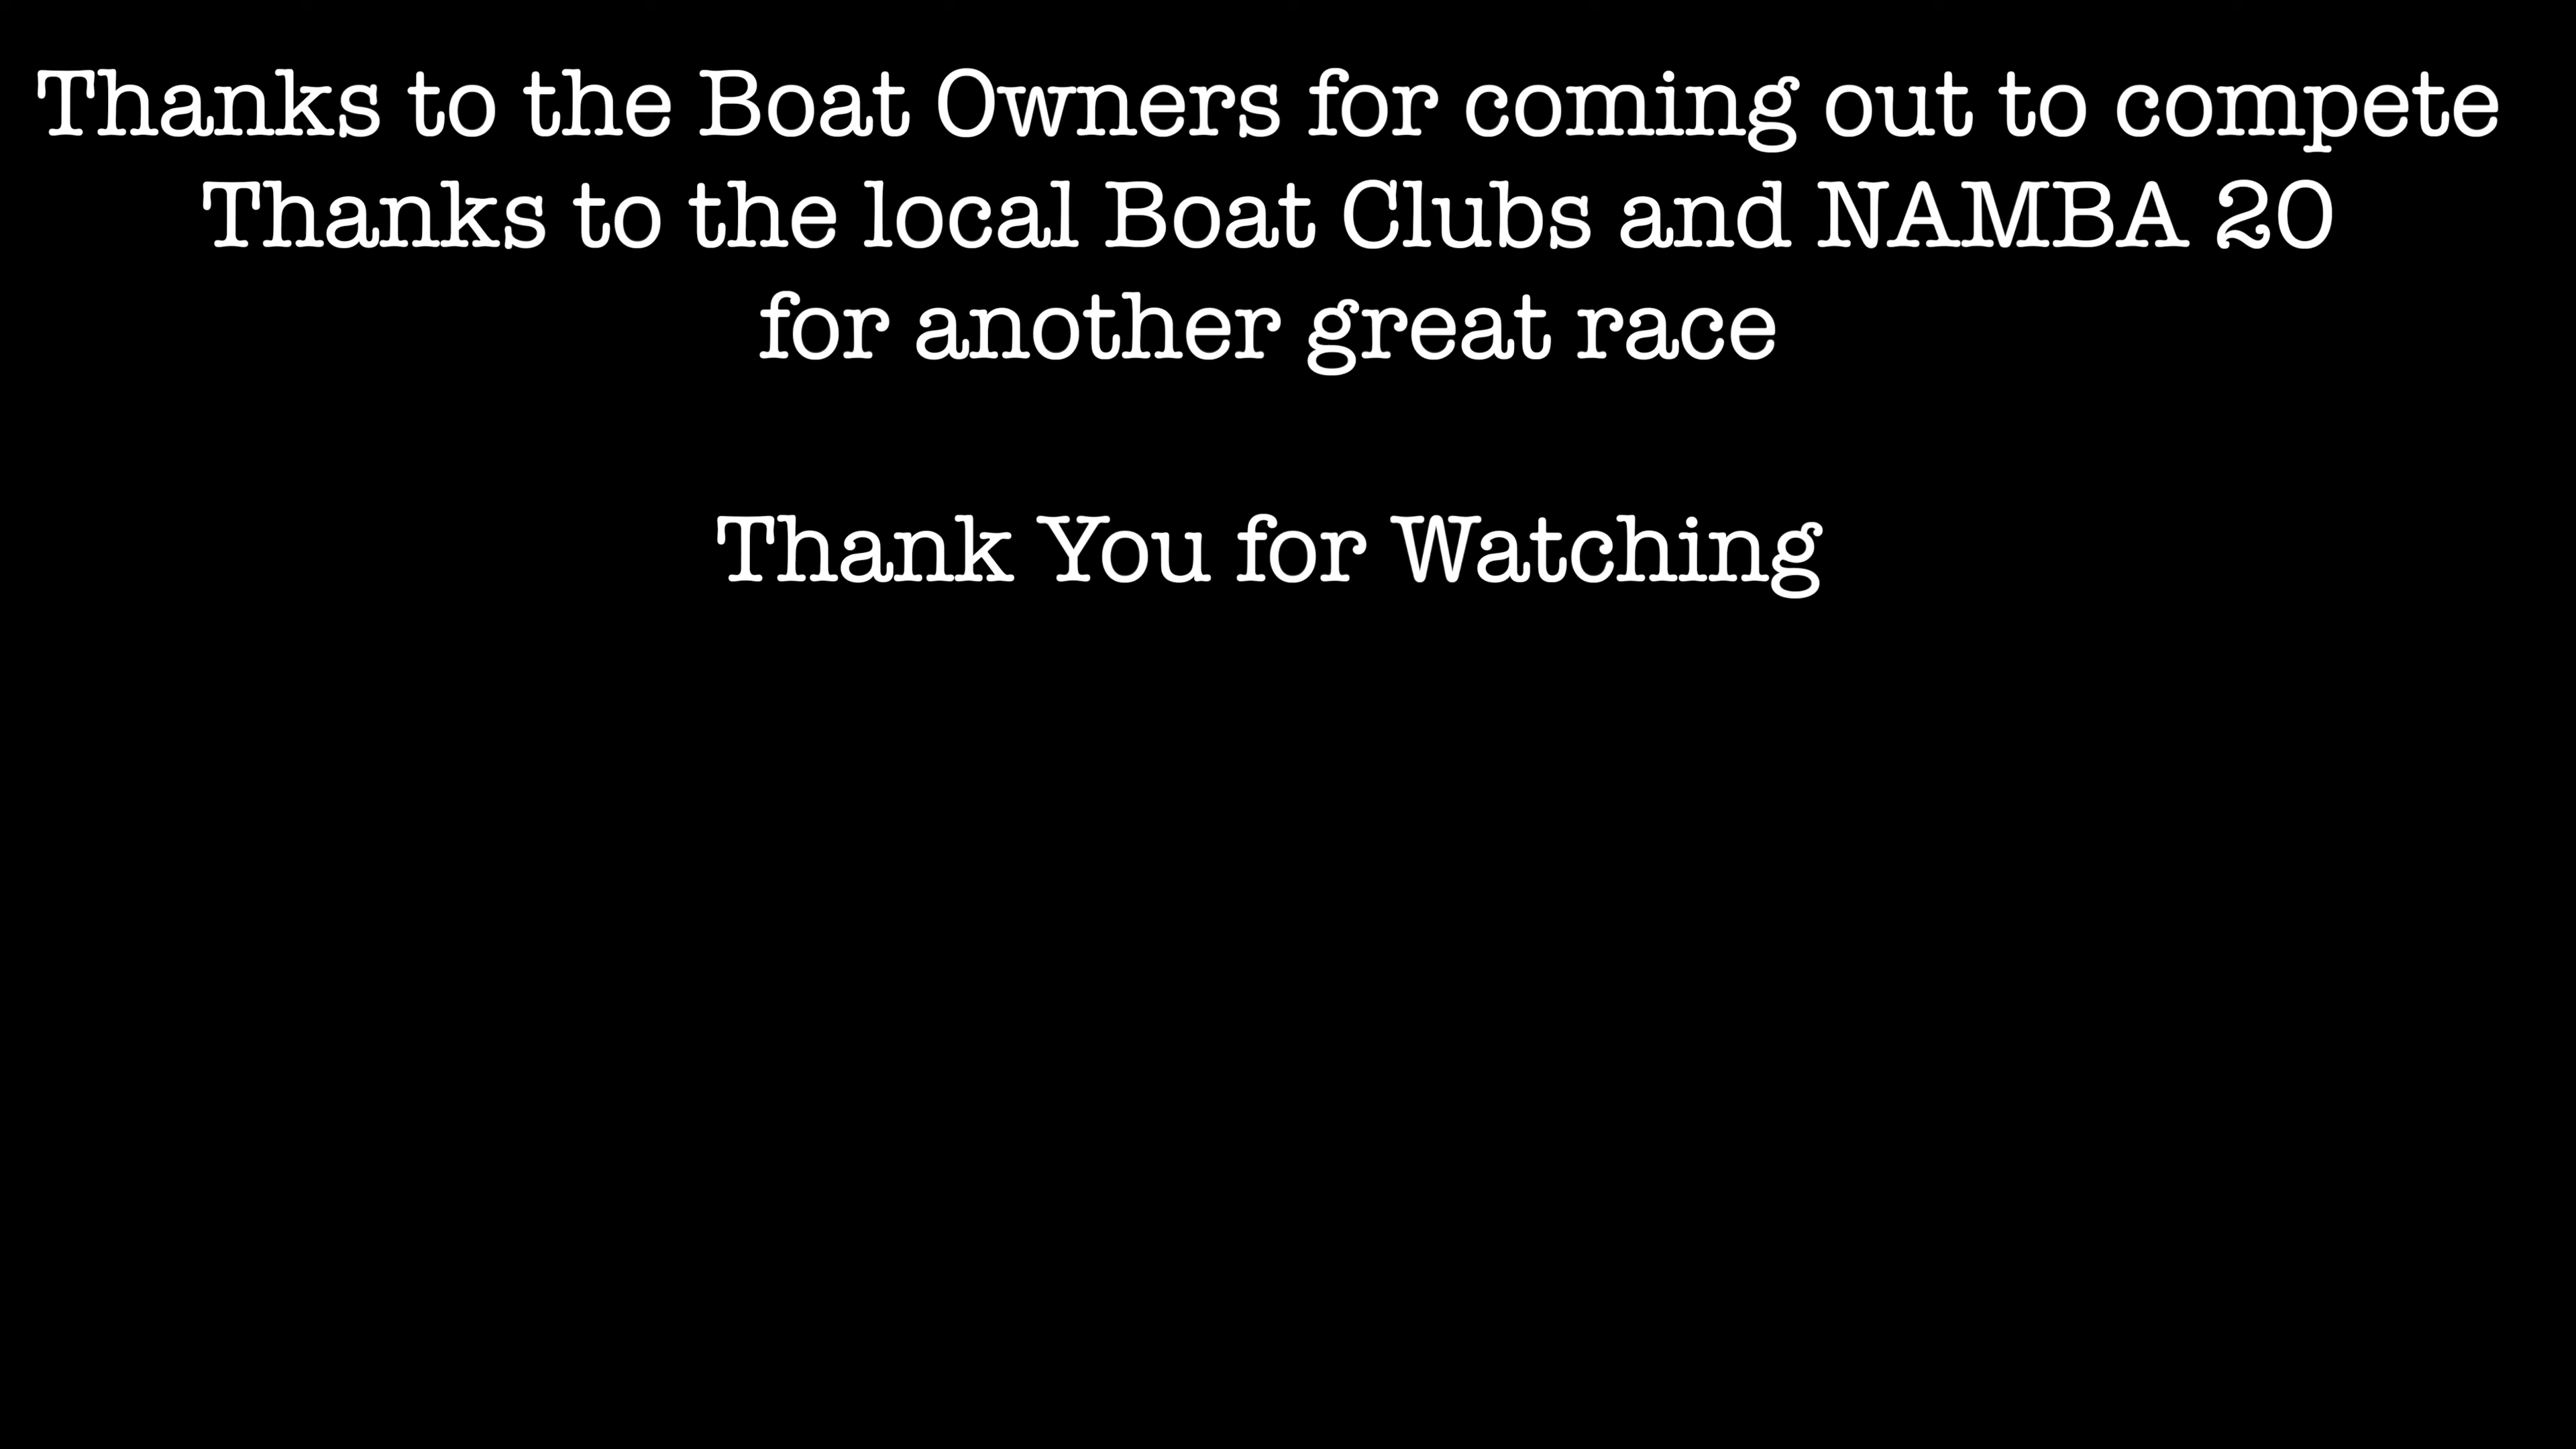 Thanks to the Boat Owners for coming out to compete
Thanks to the local Boat Clubs and NAMBA 20
for another great race
Thank You for Watching